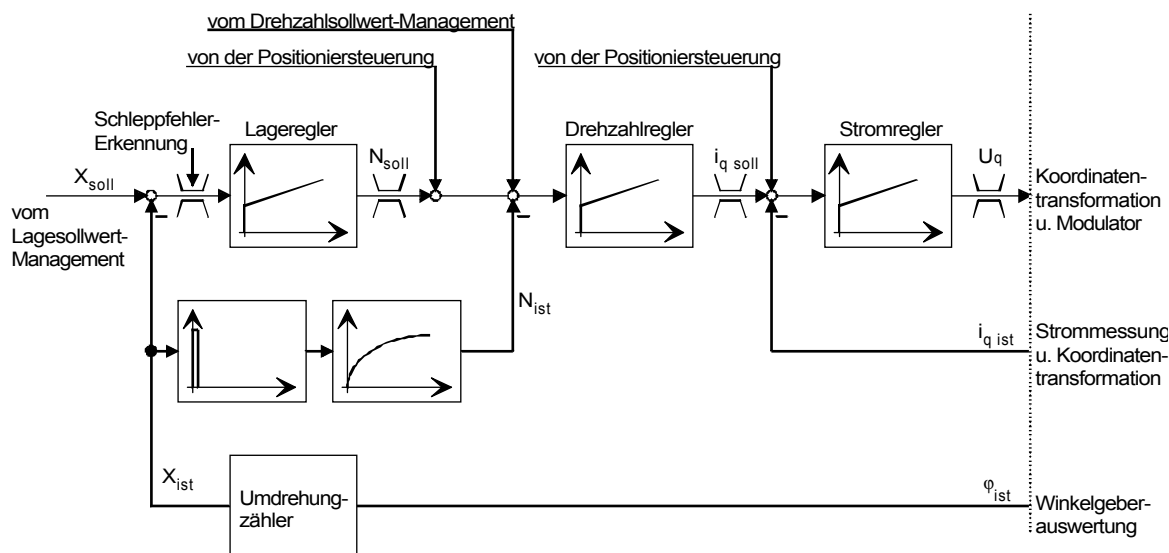 vom Drehzahlsollwert-Management
von der Positioniersteuerung
von der Positioniersteuerung
Schleppfehler-
Erkennung
Lageregler
Drehzahlregler
Stromregler
X soll
N soll
i q soll
U q
vom
Lagesollwert-
Management
Koordinaten-
transformation
u. Modulator
N ist
i q ist
Strommessung
u. Koordinaten-
transformation
X ist
Umdrehung-
zähler
φ ist
Winkelgeber-
auswertung